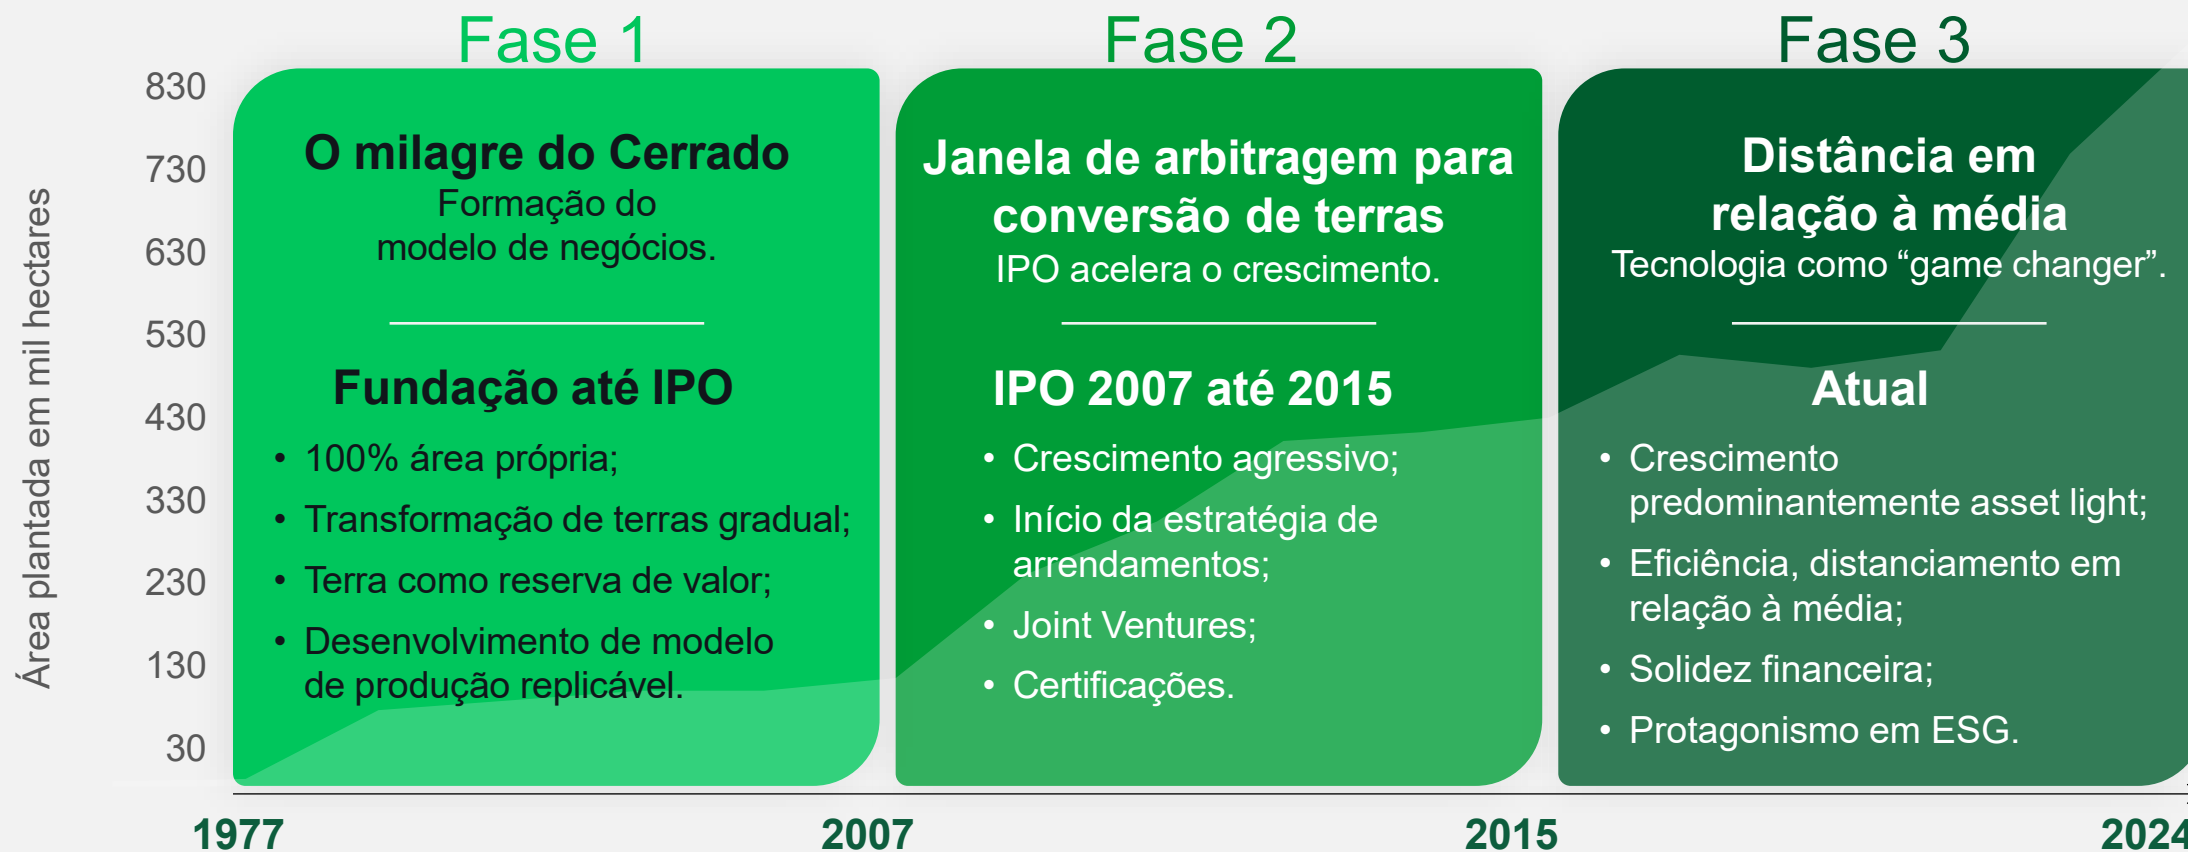 Fase 1
Fase 2
Fase 3
Área plantada em mil hectares
830
730
630
530
430
330
230
130
30
O milagre do Cerrado
Formação do
modelo de negócios.
Fundação até IPO
• 100% área própria;
• Transformação de terras gradual;
• Terra como reserva de valor;
• Desenvolvimento de modelo
de produção replicável.
Janela de arbitragem para
conversão de terras
IPO acelera o crescimento.
IPO 2007 até 2015
• Crescimento agressivo;
• Início da estratégia de
arrendamentos;
• Joint Ventures;
• Certificações.
Distância em
relação à média
Tecnologia como “game changer”.
Atual
• Crescimento
predominantemente asset light;
• Eficiência, distanciamento em
relação à média;
• Solidez financeira;
• Protagonismo em ESG.
1977
2007
2015
2024